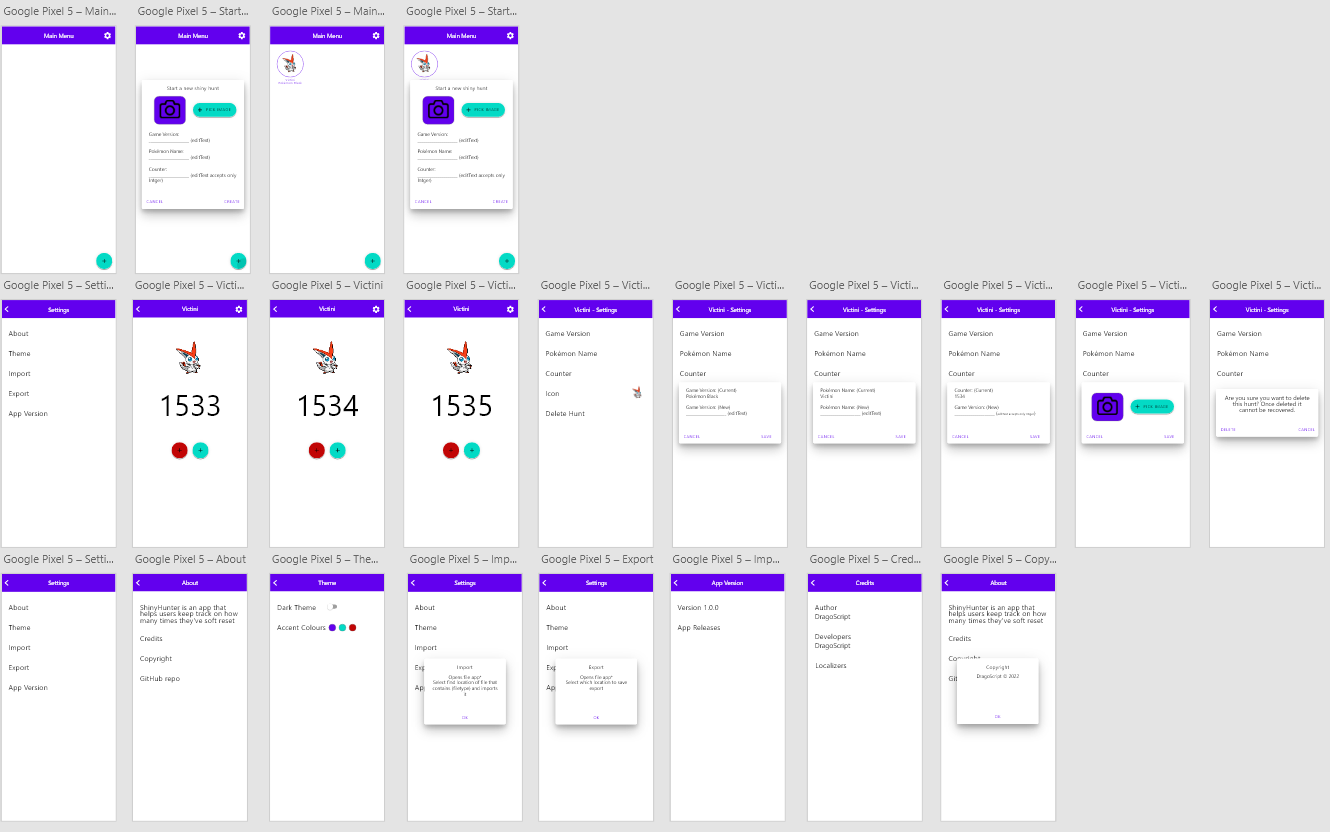 Google Pixel 5 – Main...
Main Menu
Google Pixel 5 – Start...
Main Menu
Start a new shiny hunt
+ PICK IMAGE
Game Version:
(editText)
Pokémon Name:
(editText)
Counter:
(editText accepts only
CANCEL
CREATE
+
Google Pixel 5 – Main...
Main Menu
+
Google Pixel 5 – Start...
Main Menu
Start a new shiny hunt
+ PICK IMAGE
Game Version:
(editText)
Pokémon Name:
(editText)
Counter:
(editText accepts only
CANCEL
CREATE
+
Google Pixel 5 – Setti...
Settings
About
Theme
Import
Export
App Version
Google Pixel 5 – Victi...
Victini
1533
+ +
Google Pixel 5 – Victini
Victini
1534
+ +
Google Pixel 5 – Victi...
Victini
1535
+ +
Google Pixel 5 – Victi...
Victini - Settings
Game Version
Pokémon Name
Counter
Icon
Delete Hunt
Google Pixel 5 – Victi...
Victini - Settings
Game Version
Pokémon Name
Counter
Game Version: (Current)
Pokémon Black
Game Version: (New)
(editText)
CANCEL
SAVE
Google Pixel 5 – Victi...
Victini - Settings
Game Version
Pokémon Name
Counter
Pokémon Name: (Current)
Victini
Pokémon Name: (New)
(editText)
CANCEL
SAVE
Google Pixel 5 – Victi...
Victini - Settings
Game Version
Pokémon Name
Counter
Counter: (Current)
1534
Game Version: (New)
CANCEL
SAVE
Google Pixel 5 – Victi...
Victini - Settings
Game Version
Pokémon Name
Counter
+ PICK IMAGE
CANCEL
SAVE
Google Pixel 5 – Victi...
Victini - Settings
Game Version
Pokémon Name
Counter
Are you sure you want to delete
this hunt? Once deleted it
cannot be recovered.
DELETE
CANCEL
Google Pixel 5 – Setti...
Settings
About
Theme
Import
Export
App Version
Google Pixel 5 – About
About
ShinyHunter is an app that
helps users keep track on how
many times they've soft reset
Credits
Copyright
GitHub repo
Google Pixel 5 – The...
Theme
Dark Theme
Accent Colours
Google Pixel 5 – Imp...
Settings
About
Theme
Import
Exp
App
Import
Opens file app*
Select find location of file that
contains (filetype) and imports
it
OK
Google Pixel 5 – Export
Settings
About
Theme
Import
Exp
App
Export
Opens file app*
Select which location to save
export
OK
Google Pixel 5 – Imp...
App Version
Version 1.0.0
App Releases
Google Pixel 5 – Cred...
Credits
Author
DragoScript
Developers
DragoScript
Localizers
Google Pixel 5 – Copy...
About
ShinyHunter is an app that
helps users keep track on how
many times they've soft reset
Credits
Copyright
Git
Copyright
DragoScript © 2022
OK